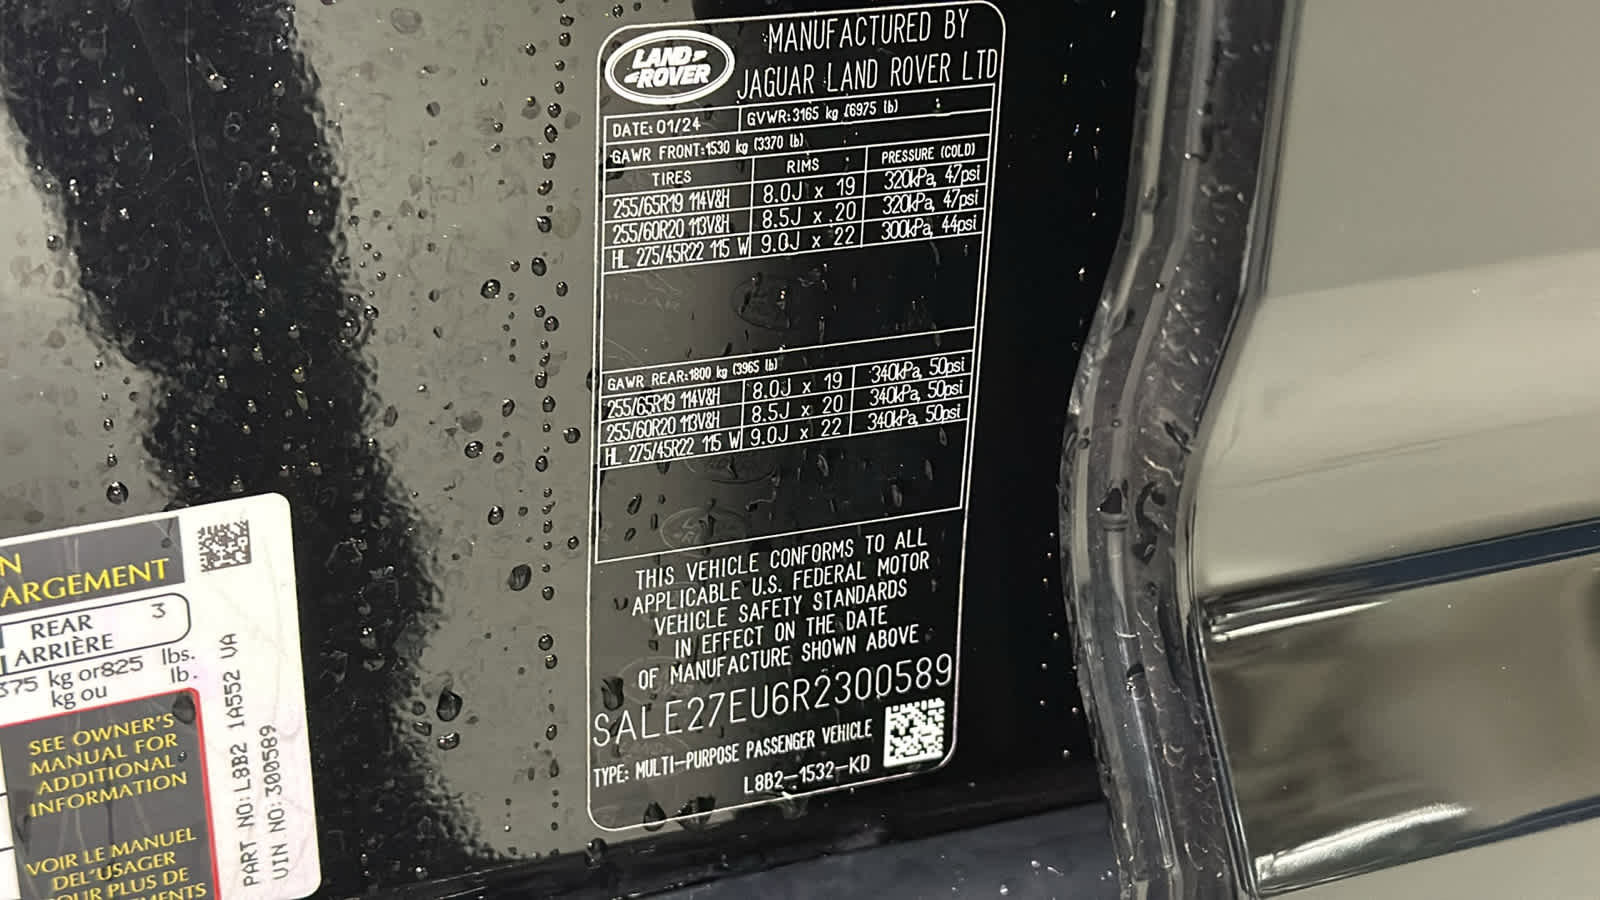 LAND
ROVER
MANUFACTURED BY
JAGUAR LAND ROVER LTD
DATE: 01/24 GVWR:3165 kg (6975 lb)
GAWR FRONT:1530 kg (3370 lb)
TIRES RIMS PRESSURE (COLD)
255/65R19 114V&H 8.0J x 19 320kPa, 47psi
255/60R20 113V&H 8.5J x 20 320kPa, 47psi
HL 275/45R22 115 W 9.0J x 22 300kPa, 44psi
GAWR REAR:1800 kg (3965 lb)
255/65R19 114V&H 8.0J x 19 340kPa, 50psi
255/60R20 113V&H 8.5J x 20 340kPa, 50psi
HL 275/45R22 115 W 9.0J x 22 340kPa, 50psi
THIS VEHICLE CONFORMS TO ALL
APPLICABLE U.S. FEDERAL MOTOR
VEHICLE SAFETY STANDARDS
IN EFFECT ON THE DATE
OF MANUFACTURE SHOWN ABOVE
SALE27EU6R2300589
TYPE: MULTI-PURPOSE PASSENGER VEHICLE
L8B2-1532-KD
N
ARGEMENT
REAR 3
ARRIÈRE
375 kg or 825 lbs.
kg ou lb.
SEE OWNER'S
MANUAL FOR
ADDITIONAL
INFORMATION
VOIR LE MANUEL
DEL'USAGER
OUR PLUS DE
MENTS
PART NO:L8B2 1A552 VA
VIN NO:300589